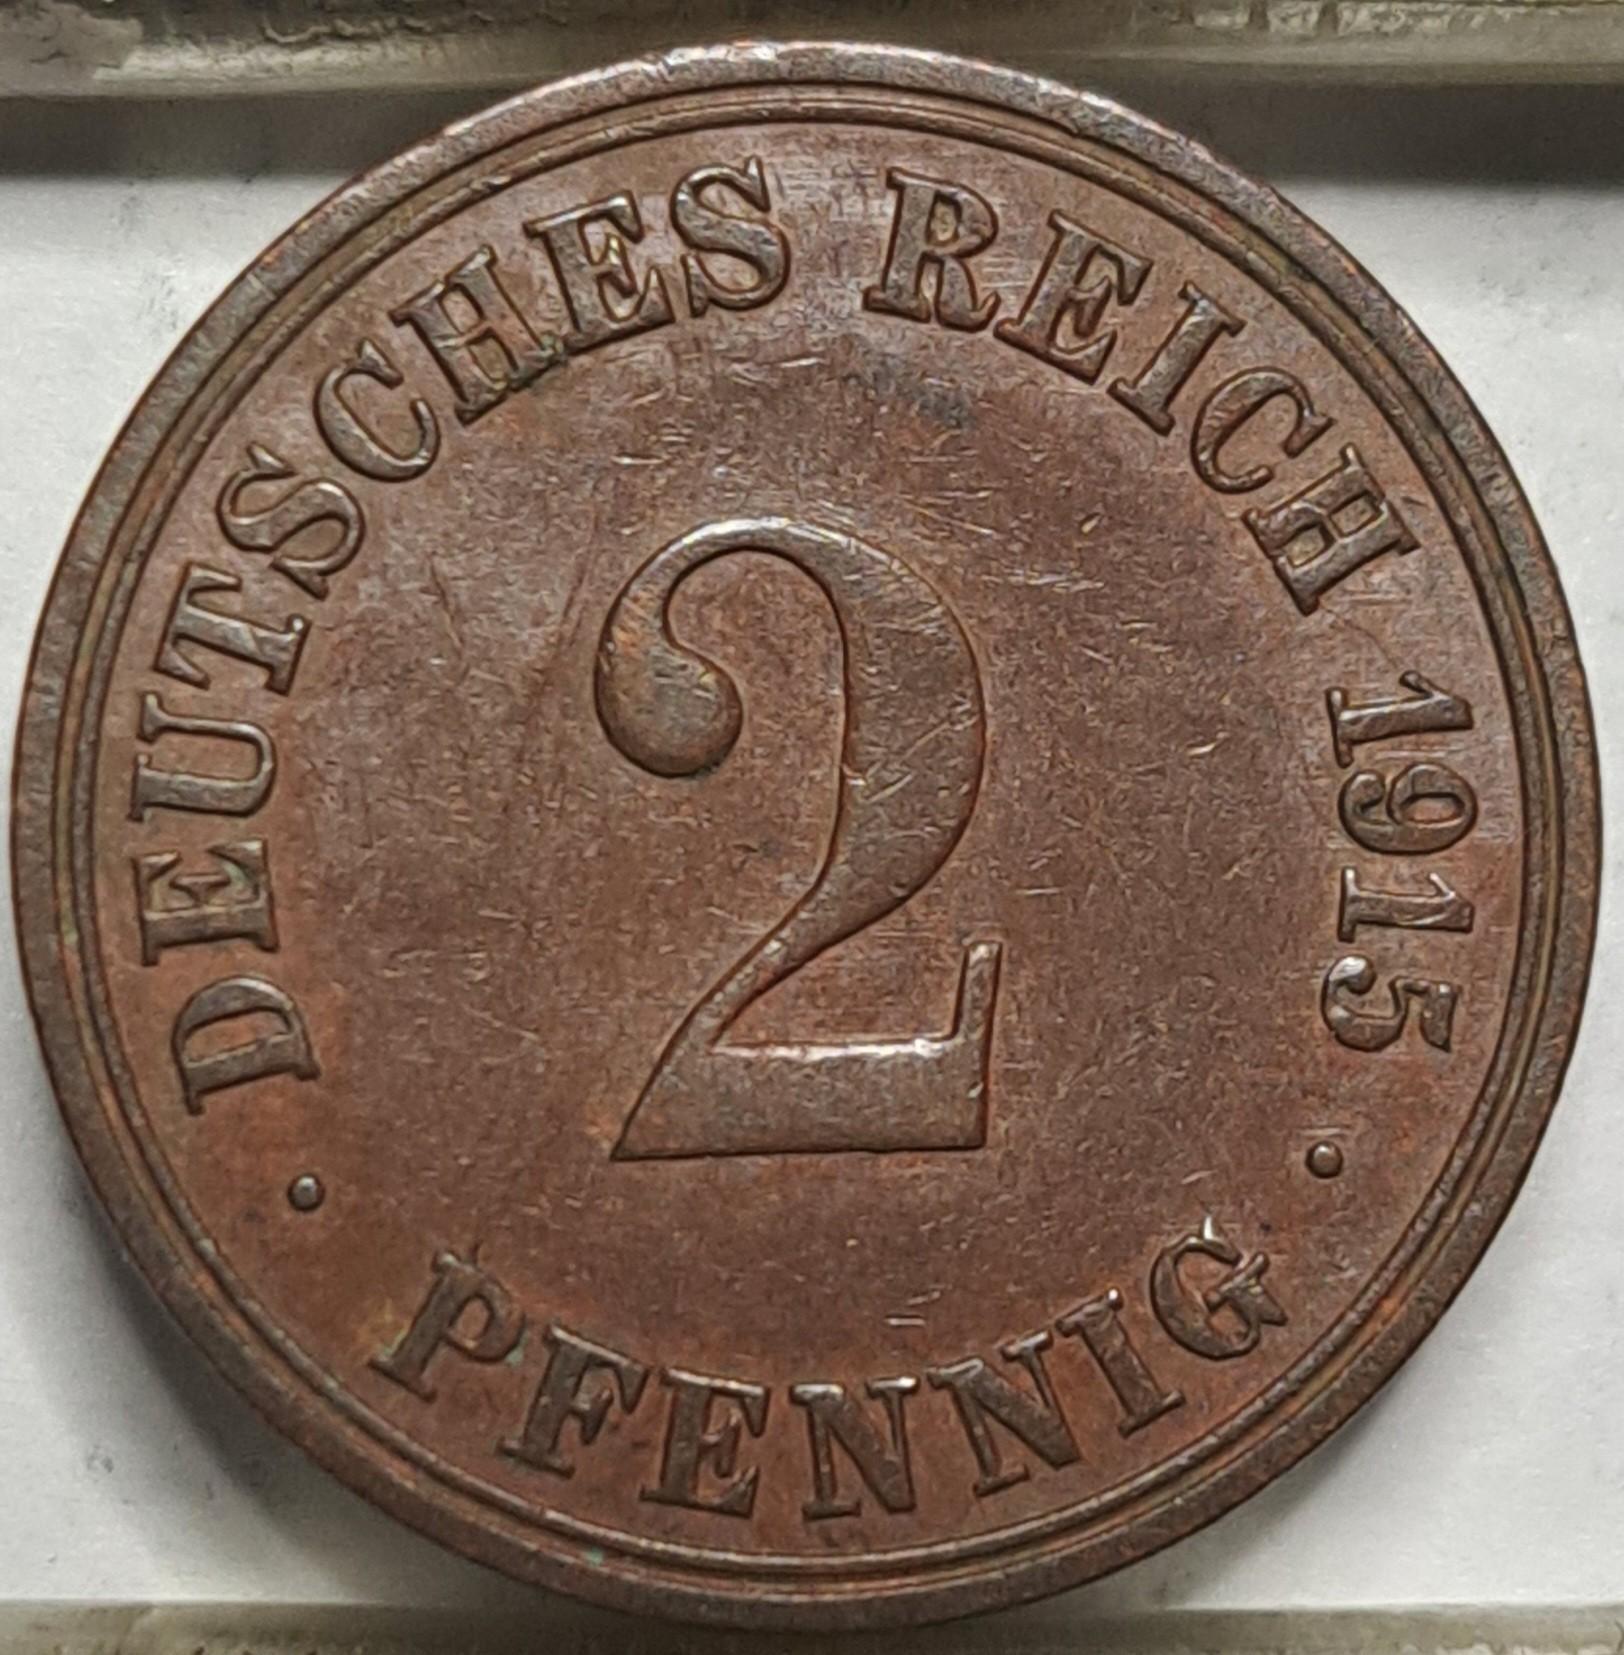 DEUTSCHES REICH 1915
2
· PFENNIG ·